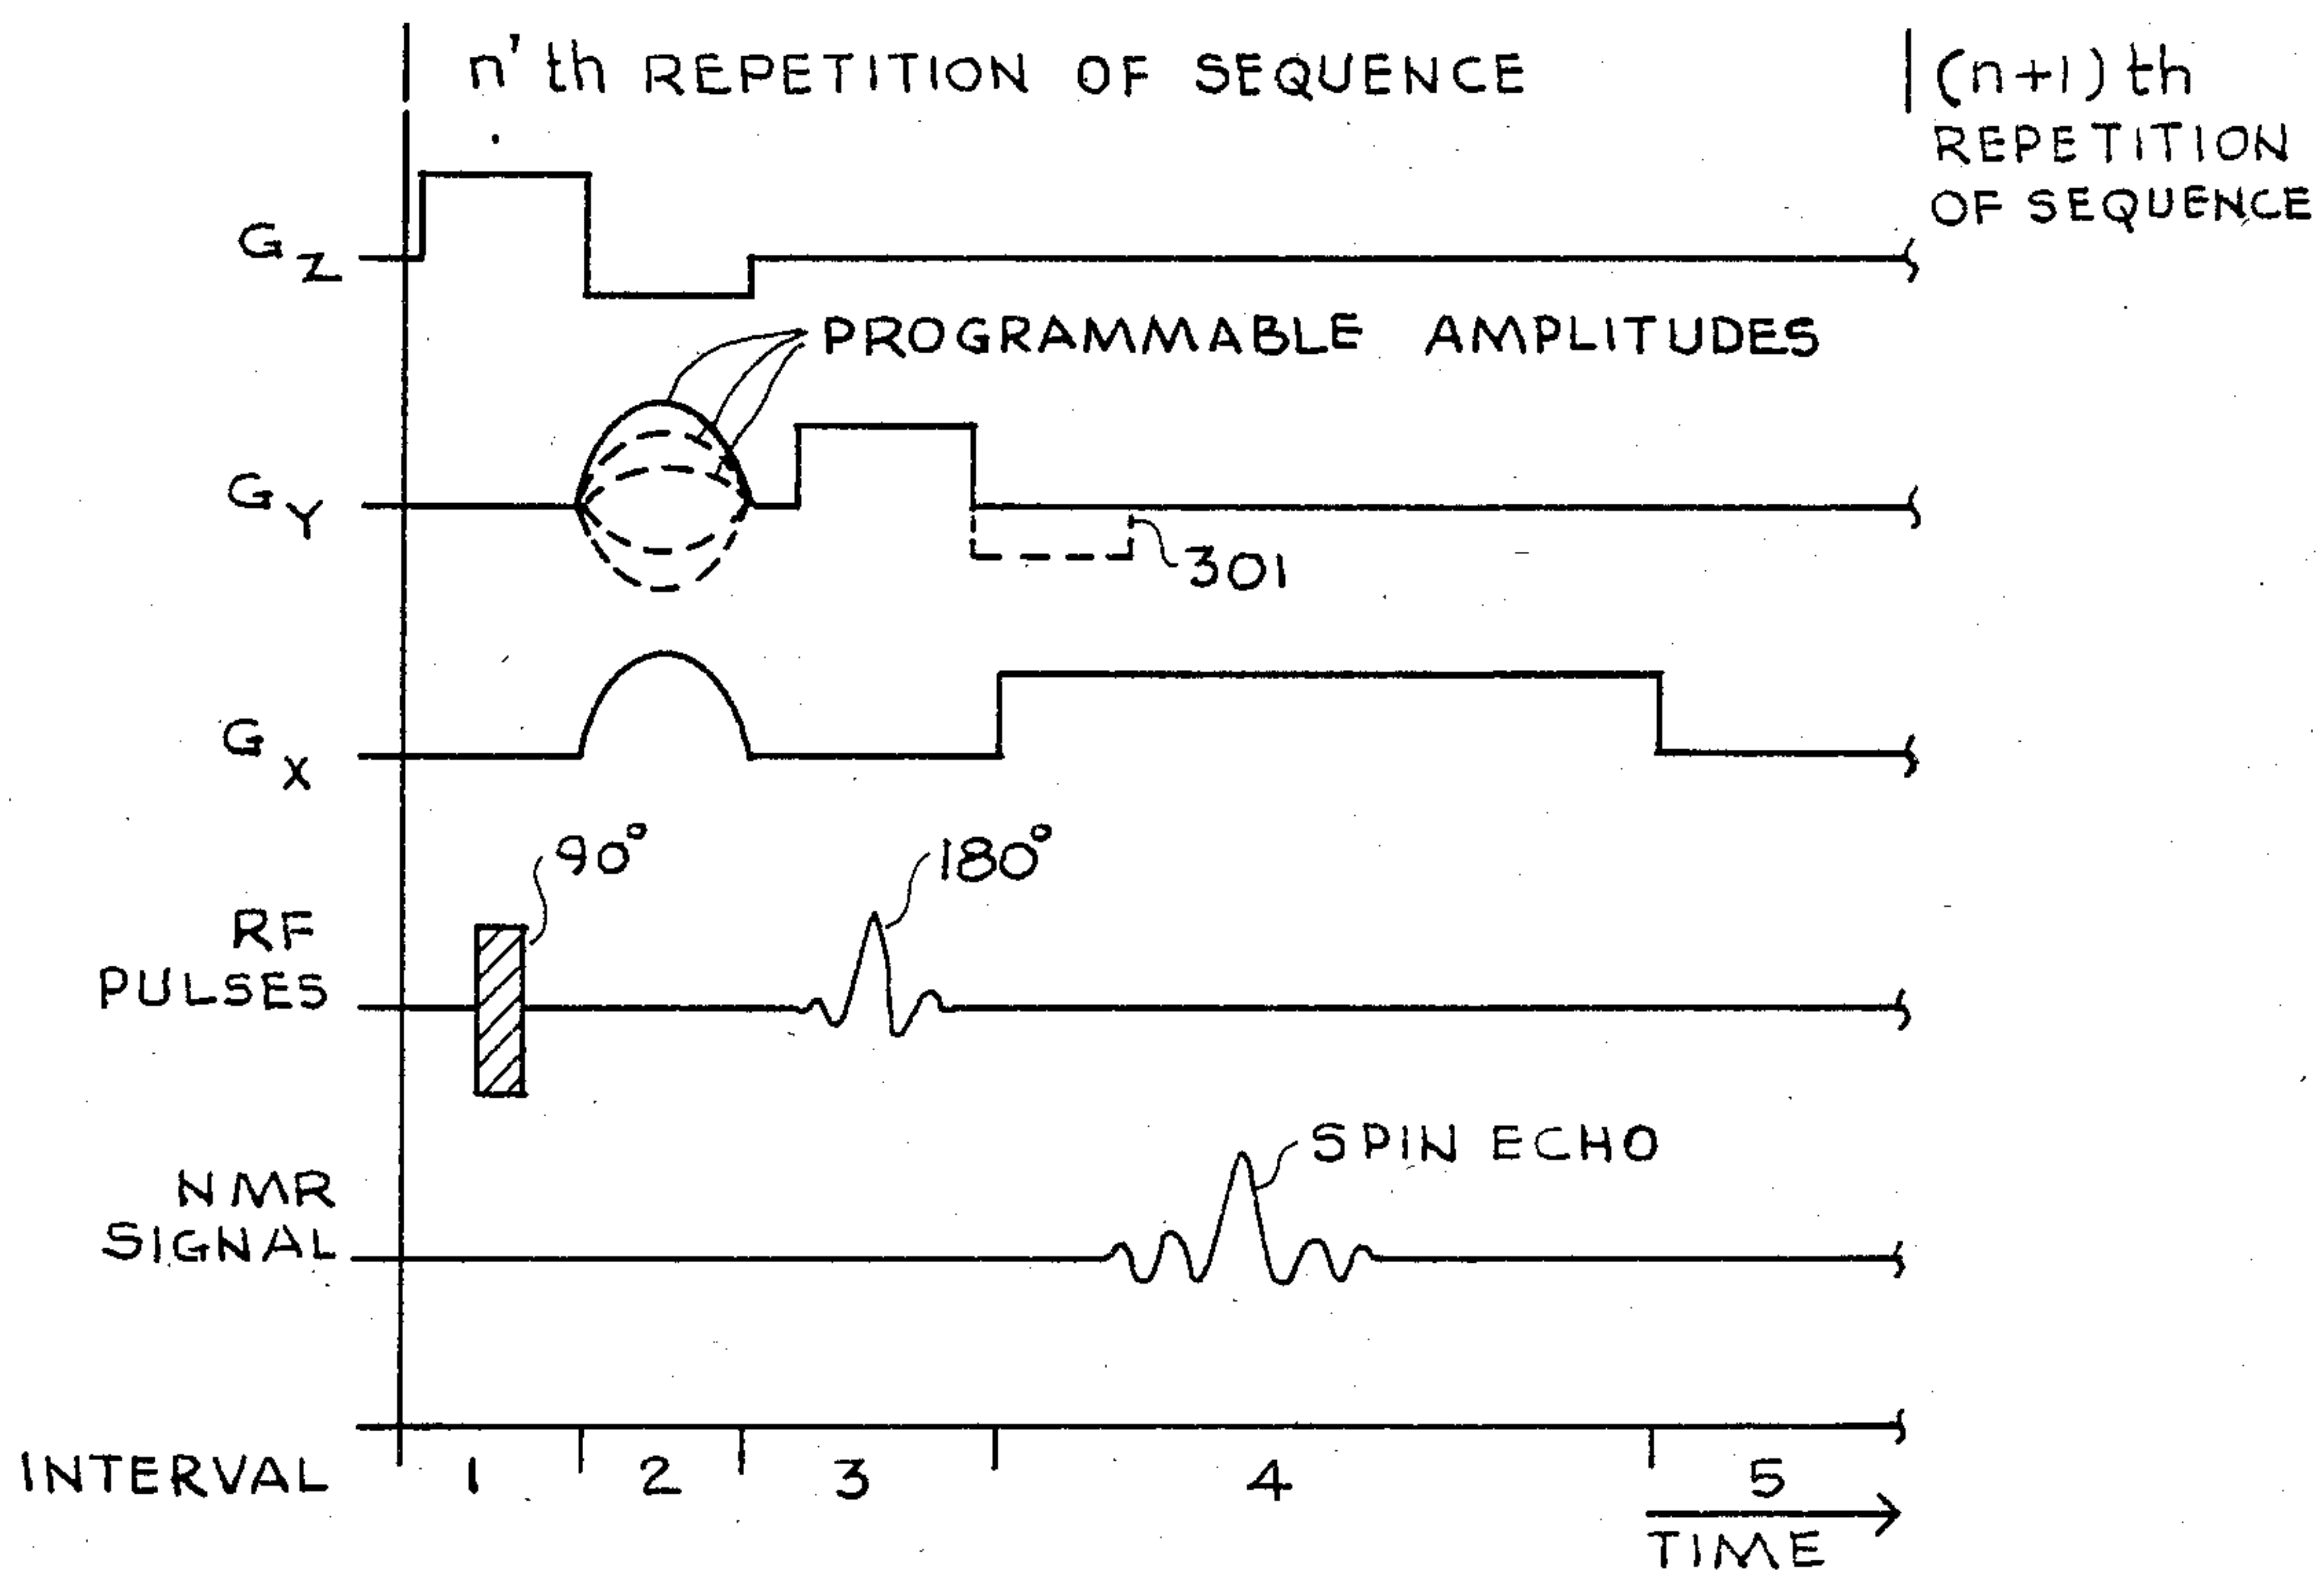 n'th REPETITION OF SEQUENCE
(n+1)th
REPETITION
OF SEQUENCE
GZ
PROGRAMMABLE AMPLITUDES
GY
301
GX
90°
180°
RF
PULSES
SPIN ECHO
NMR
SIGNAL
INTERVAL 1 2 3 4 5
TIME